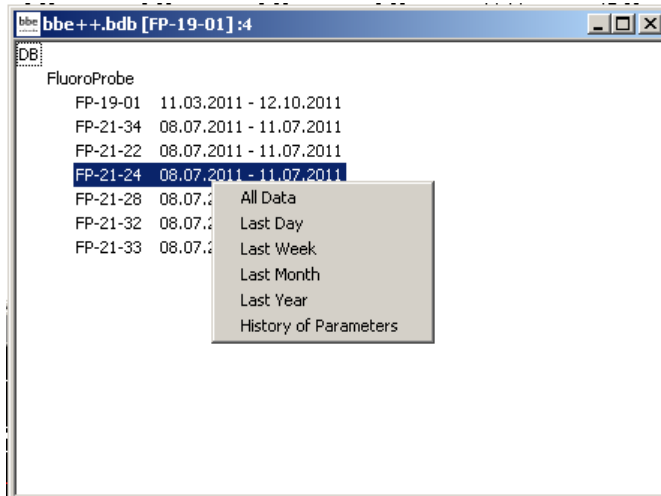 bbe bbe++.bdb [FP-19-01] :4
DB
FluoroProbe
FP-19-01 11.03.2011 - 12.10.2011
FP-21-34 08.07.2011 - 11.07.2011
FP-21-22 08.07.2011 - 11.07.2011
FP-21-24 08.07.2011 - 11.07.2011
FP-21-28 08.07.2
FP-21-32 08.07.2
FP-21-33 08.07.2
All Data
Last Day
Last Week
Last Month
Last Year
History of Parameters